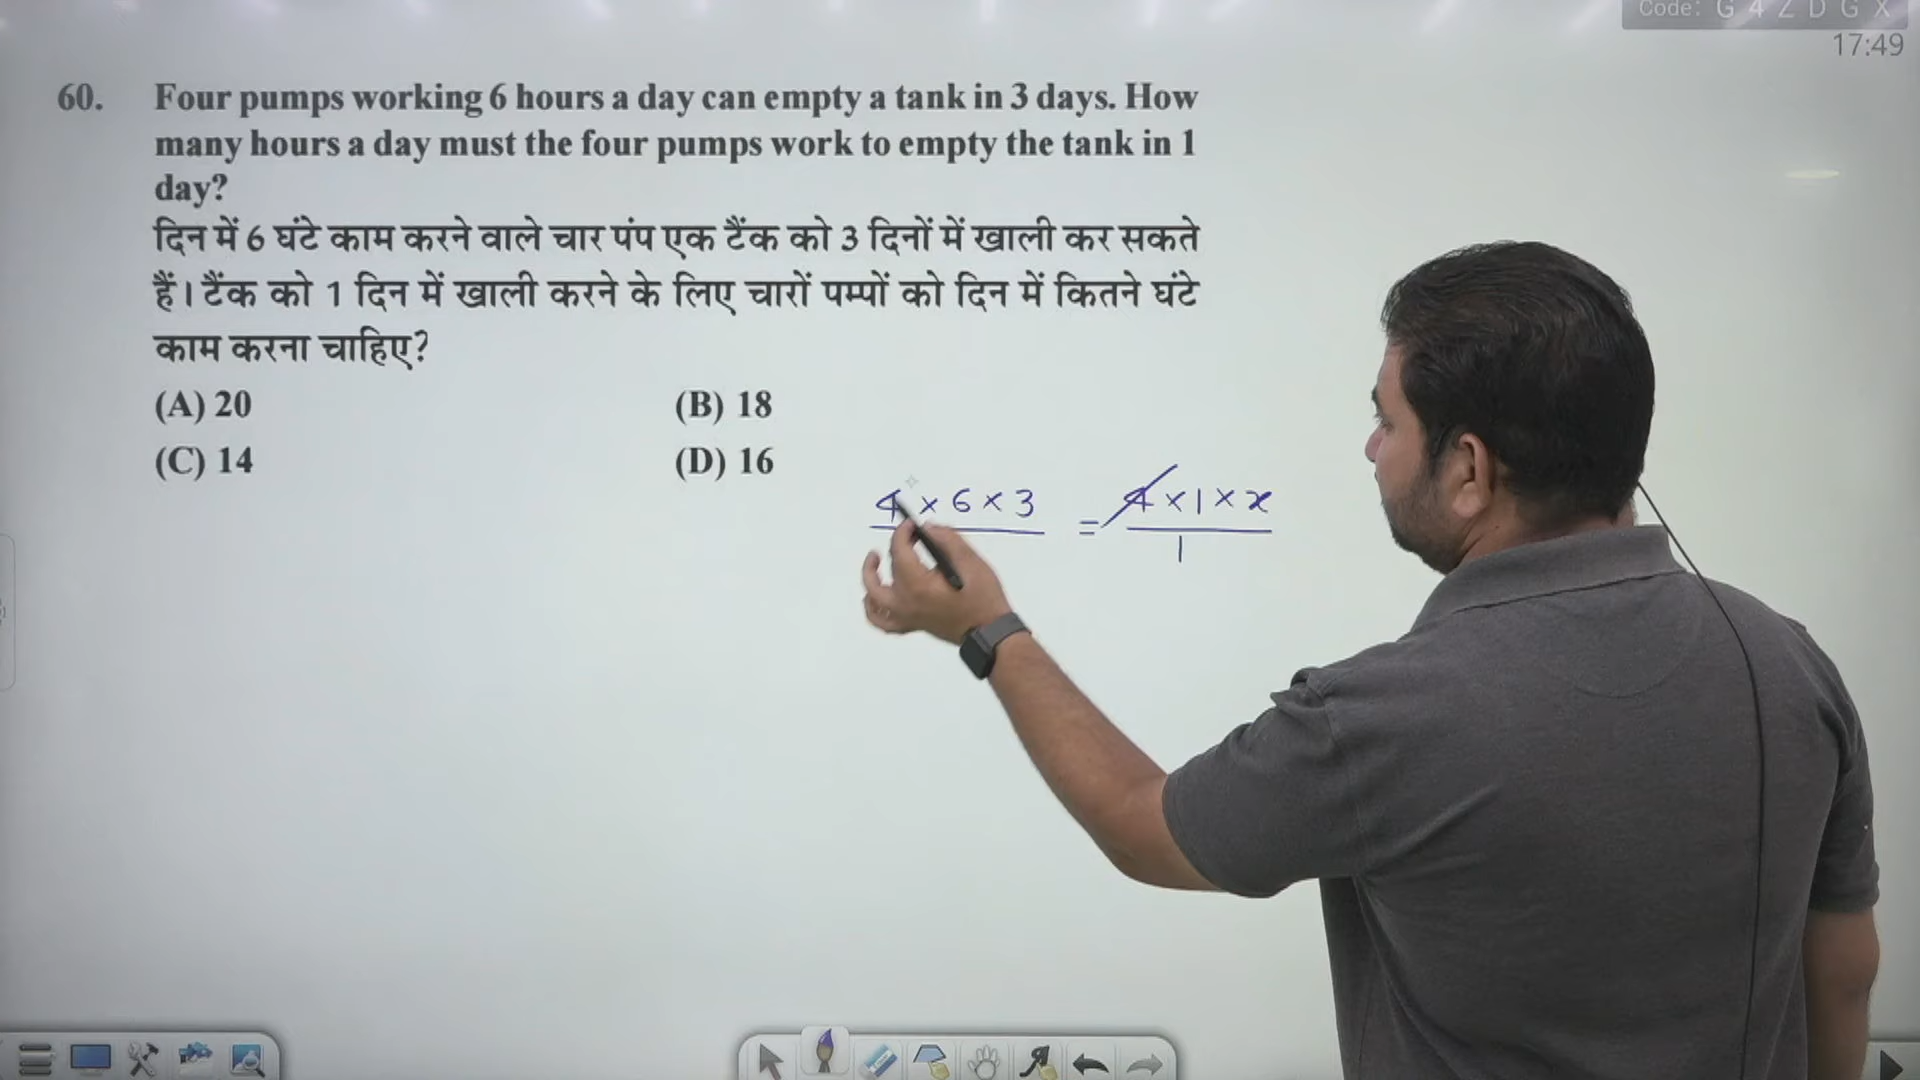 Code: G 4 Z D G X
17:49
60. Four pumps working 6 hours a day can empty a tank in 3 days. How
many hours a day must the four pumps work to empty the tank in 1
day?
दिन में 6 घंटे काम करने वाले चार पंप एक टैंक को 3 दिनों में खाली कर सकते
हैं। टैंक को 1 दिन में खाली करने के लिए चारों पम्पों को दिन में कितने घंटे
काम करना चाहिए?
(A) 20 (B) 18
(C) 14 (D) 16
4 × 6 × 3 = 4 × 1 × x
1